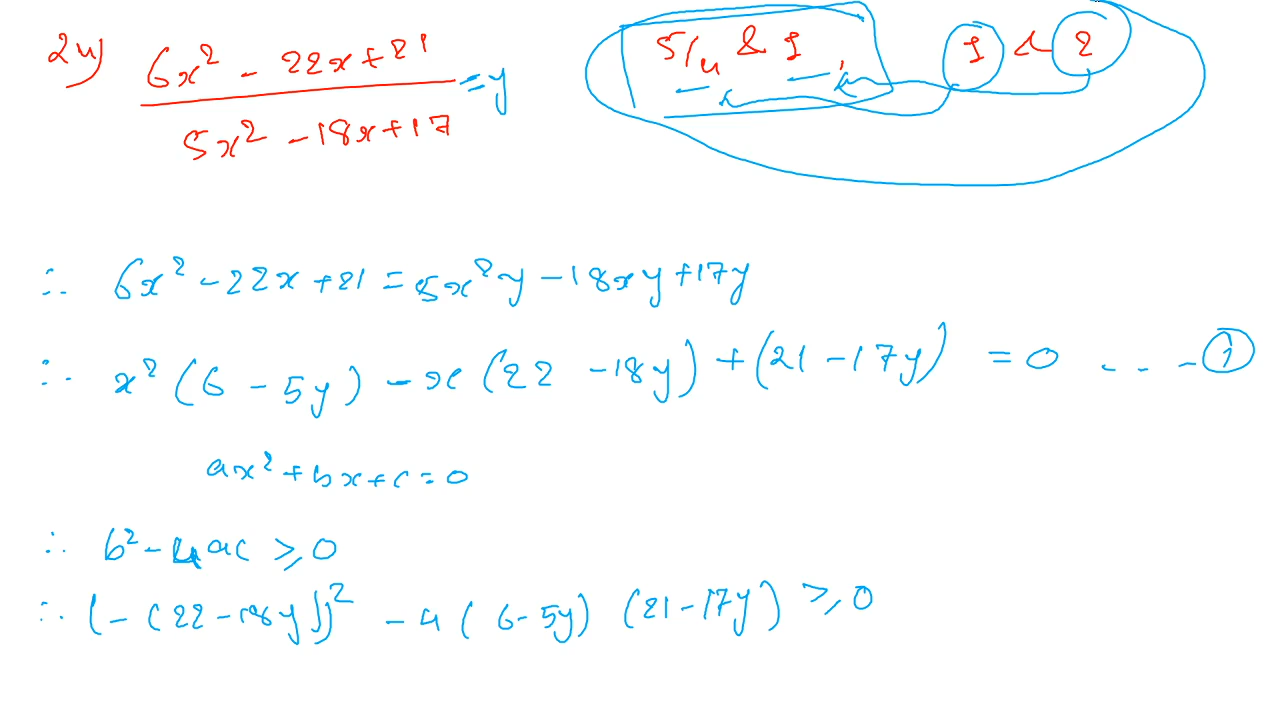 24) 6x² - 22x + 21 / 5x² - 18x + 17 = y
5/4 & 1, 1 & 2
∴ 6x² - 22x + 21 = 5x²y - 18xy + 17y
∴ x² (6 - 5y) - x (22 - 18y) + (21 - 17y) = 0 ... - ①
ax² + bx + c = 0
∴ b² - 4ac ≥ 0
∴ (-(22 - 18y))² - 4 (6 - 5y) (21 - 17y) ≥ 0